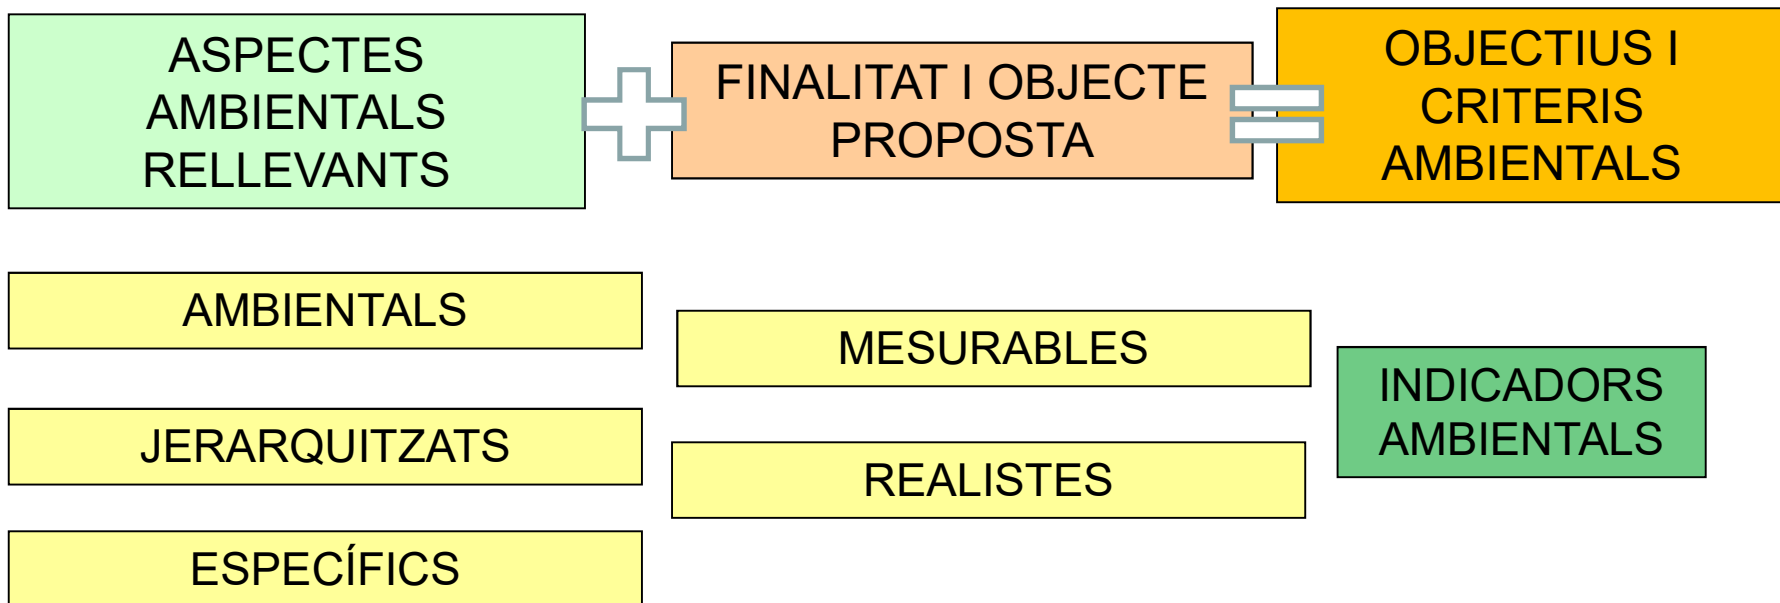 ASPECTES
AMBIENTALS
RELLEVANTS
FINALITAT I OBJECTE
PROPOSTA
OBJECTIUS I
CRITERIS
AMBIENTALS
AMBIENTALS
JERARQUITZATS
ESPECÍFICS
MESURABLES
REALISTES
INDICADORS
AMBIENTALS